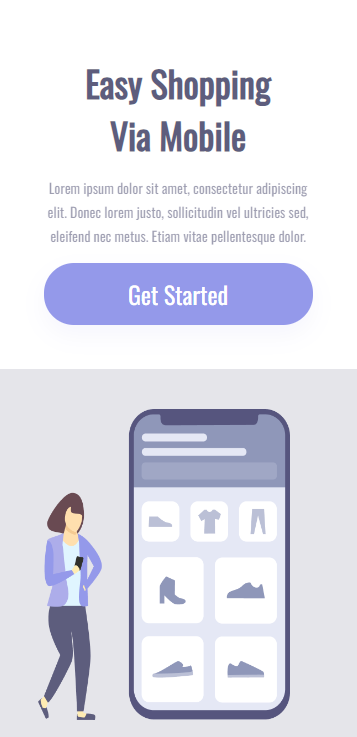 Easy Shopping
Via Mobile
Lorem ipsum dolor sit amet, consectetur adipiscing
elit. Donec lorem justo, sollicitudin vel ultricies sed,
eleifend nec metus. Etiam vitae pellentesque dolor.
Get Started